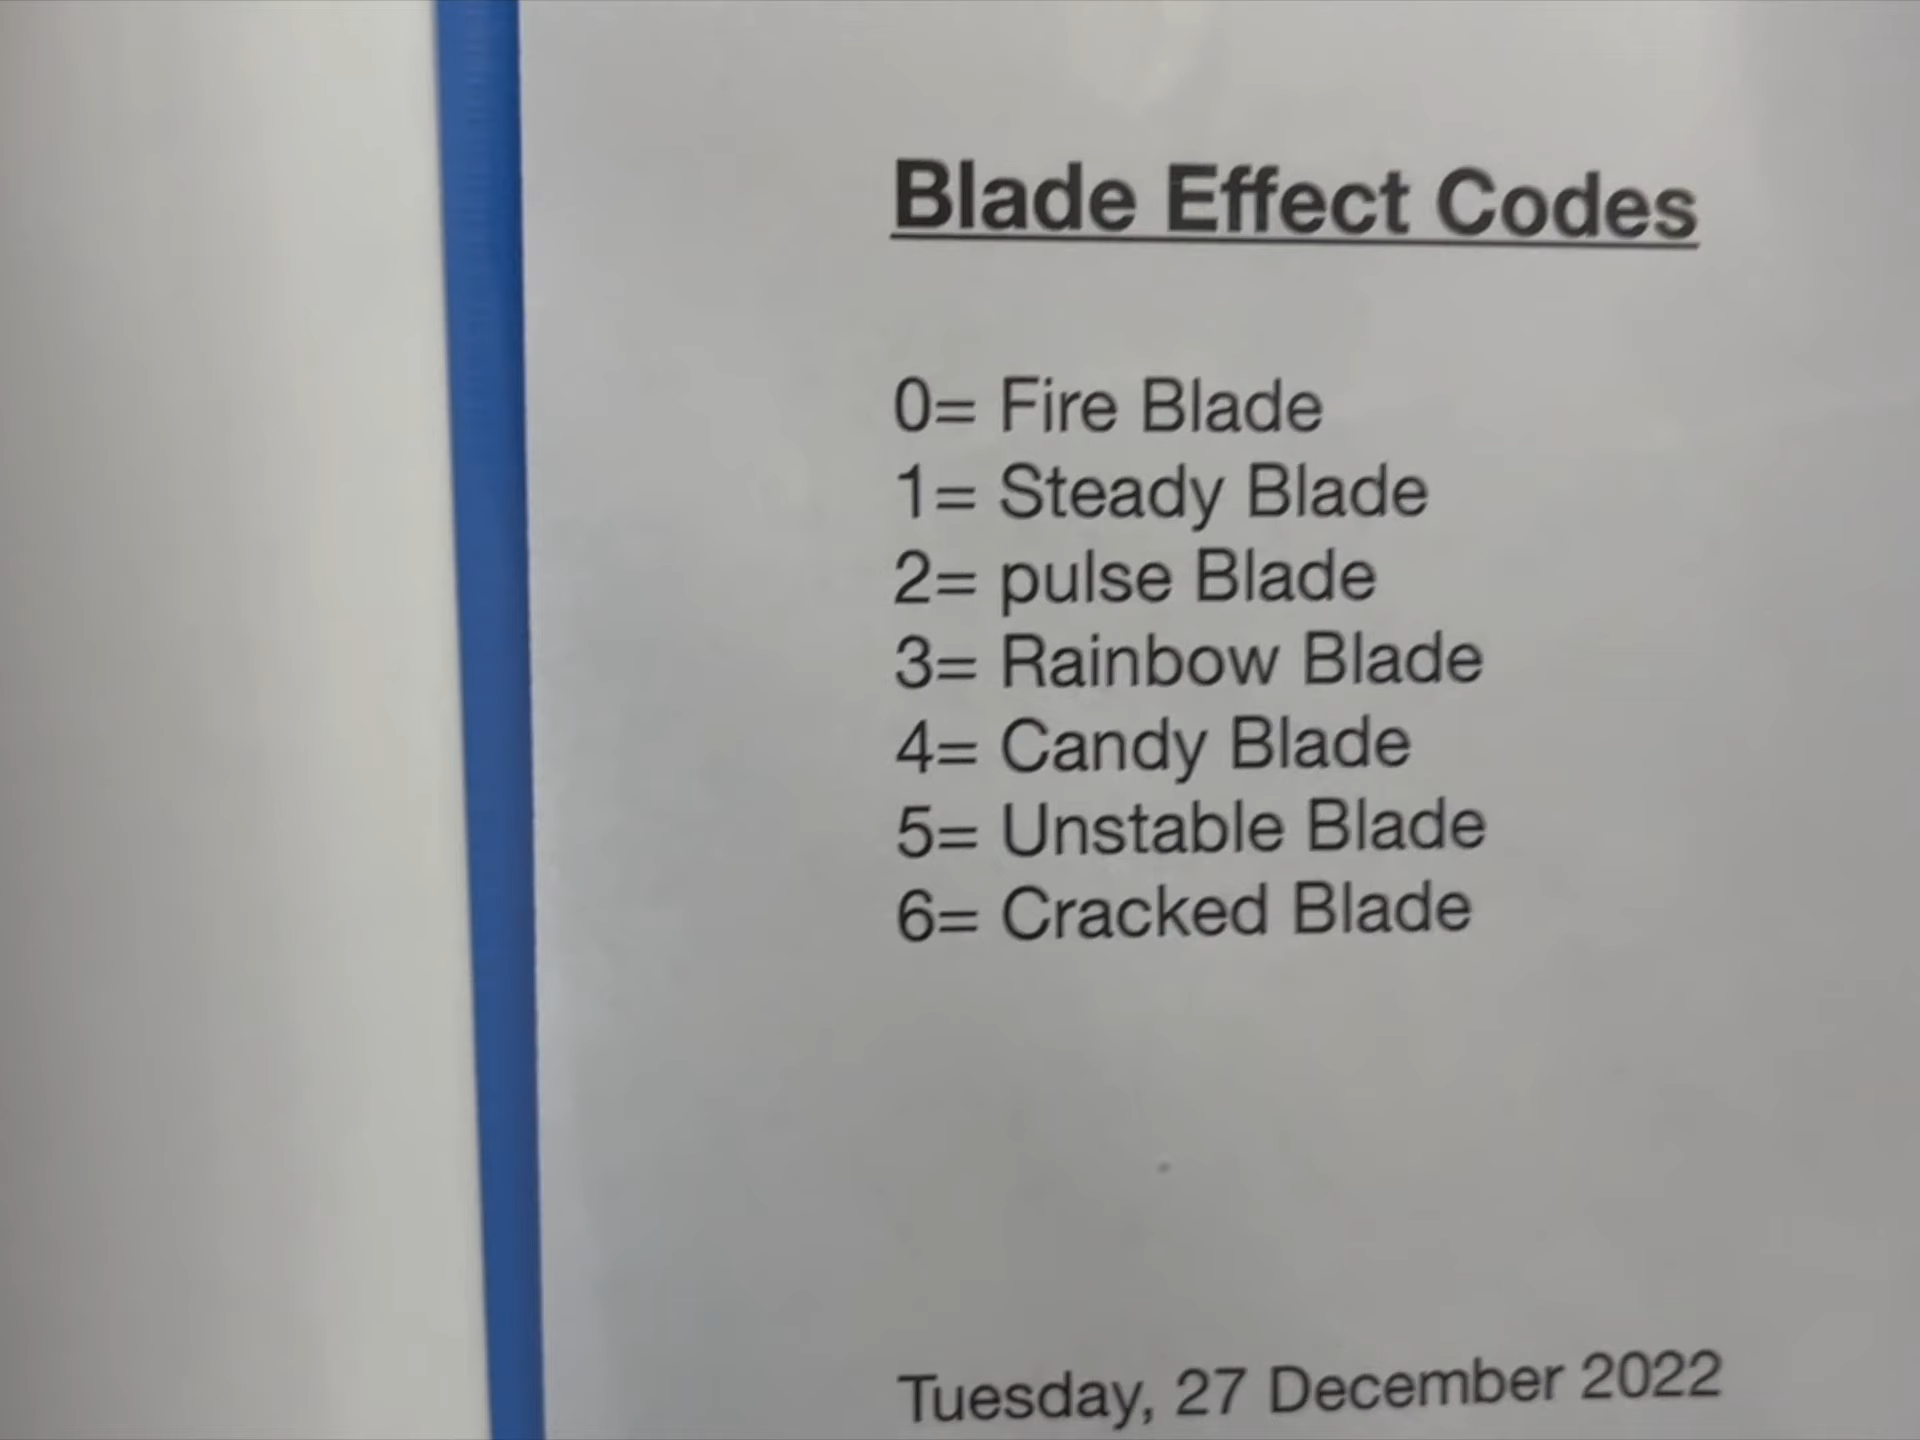 Blade Effect Codes
0= Fire Blade
1= Steady Blade
2= pulse Blade
3= Rainbow Blade
4= Candy Blade
5= Unstable Blade
6= Cracked Blade
Tuesday, 27 December 2022